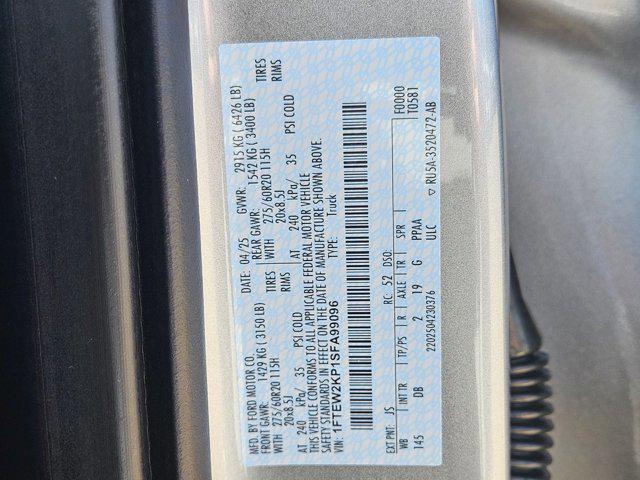 MFD. BY FORD MOTOR CO.
DATE: 04/25 GVWR: 2915 KG ( 6426 LB)
FRONT GAWR: 1429 KG ( 3150 LB) REAR GAWR: 1542 KG ( 3400 LB)
WITH TIRES WITH TIRES
275/60R20 115H RIMS 275/60R20 115H RIMS
20x8.5J 20x8.5J
AT 240 kPa/ 35 PSI COLD AT 240 kPa/ 35 PSI COLD
THIS VEHICLE CONFORMS TO ALL APPLICABLE FEDERAL MOTOR VEHICLE
SAFETY STANDARDS IN EFFECT ON THE DATE OF MANUFACTURE SHOWN ABOVE.
VIN: 1FTEW2KP1SFA99096 TYPE: Truck
F0000
T0581
EXT PNT: JS RC: 52 DSO:
WB INT TR TP/PS R AXLE TR SPR
145 DB 2 19 G PPAA
ULC
2202504230376
▽ RU5A-3520472-AB